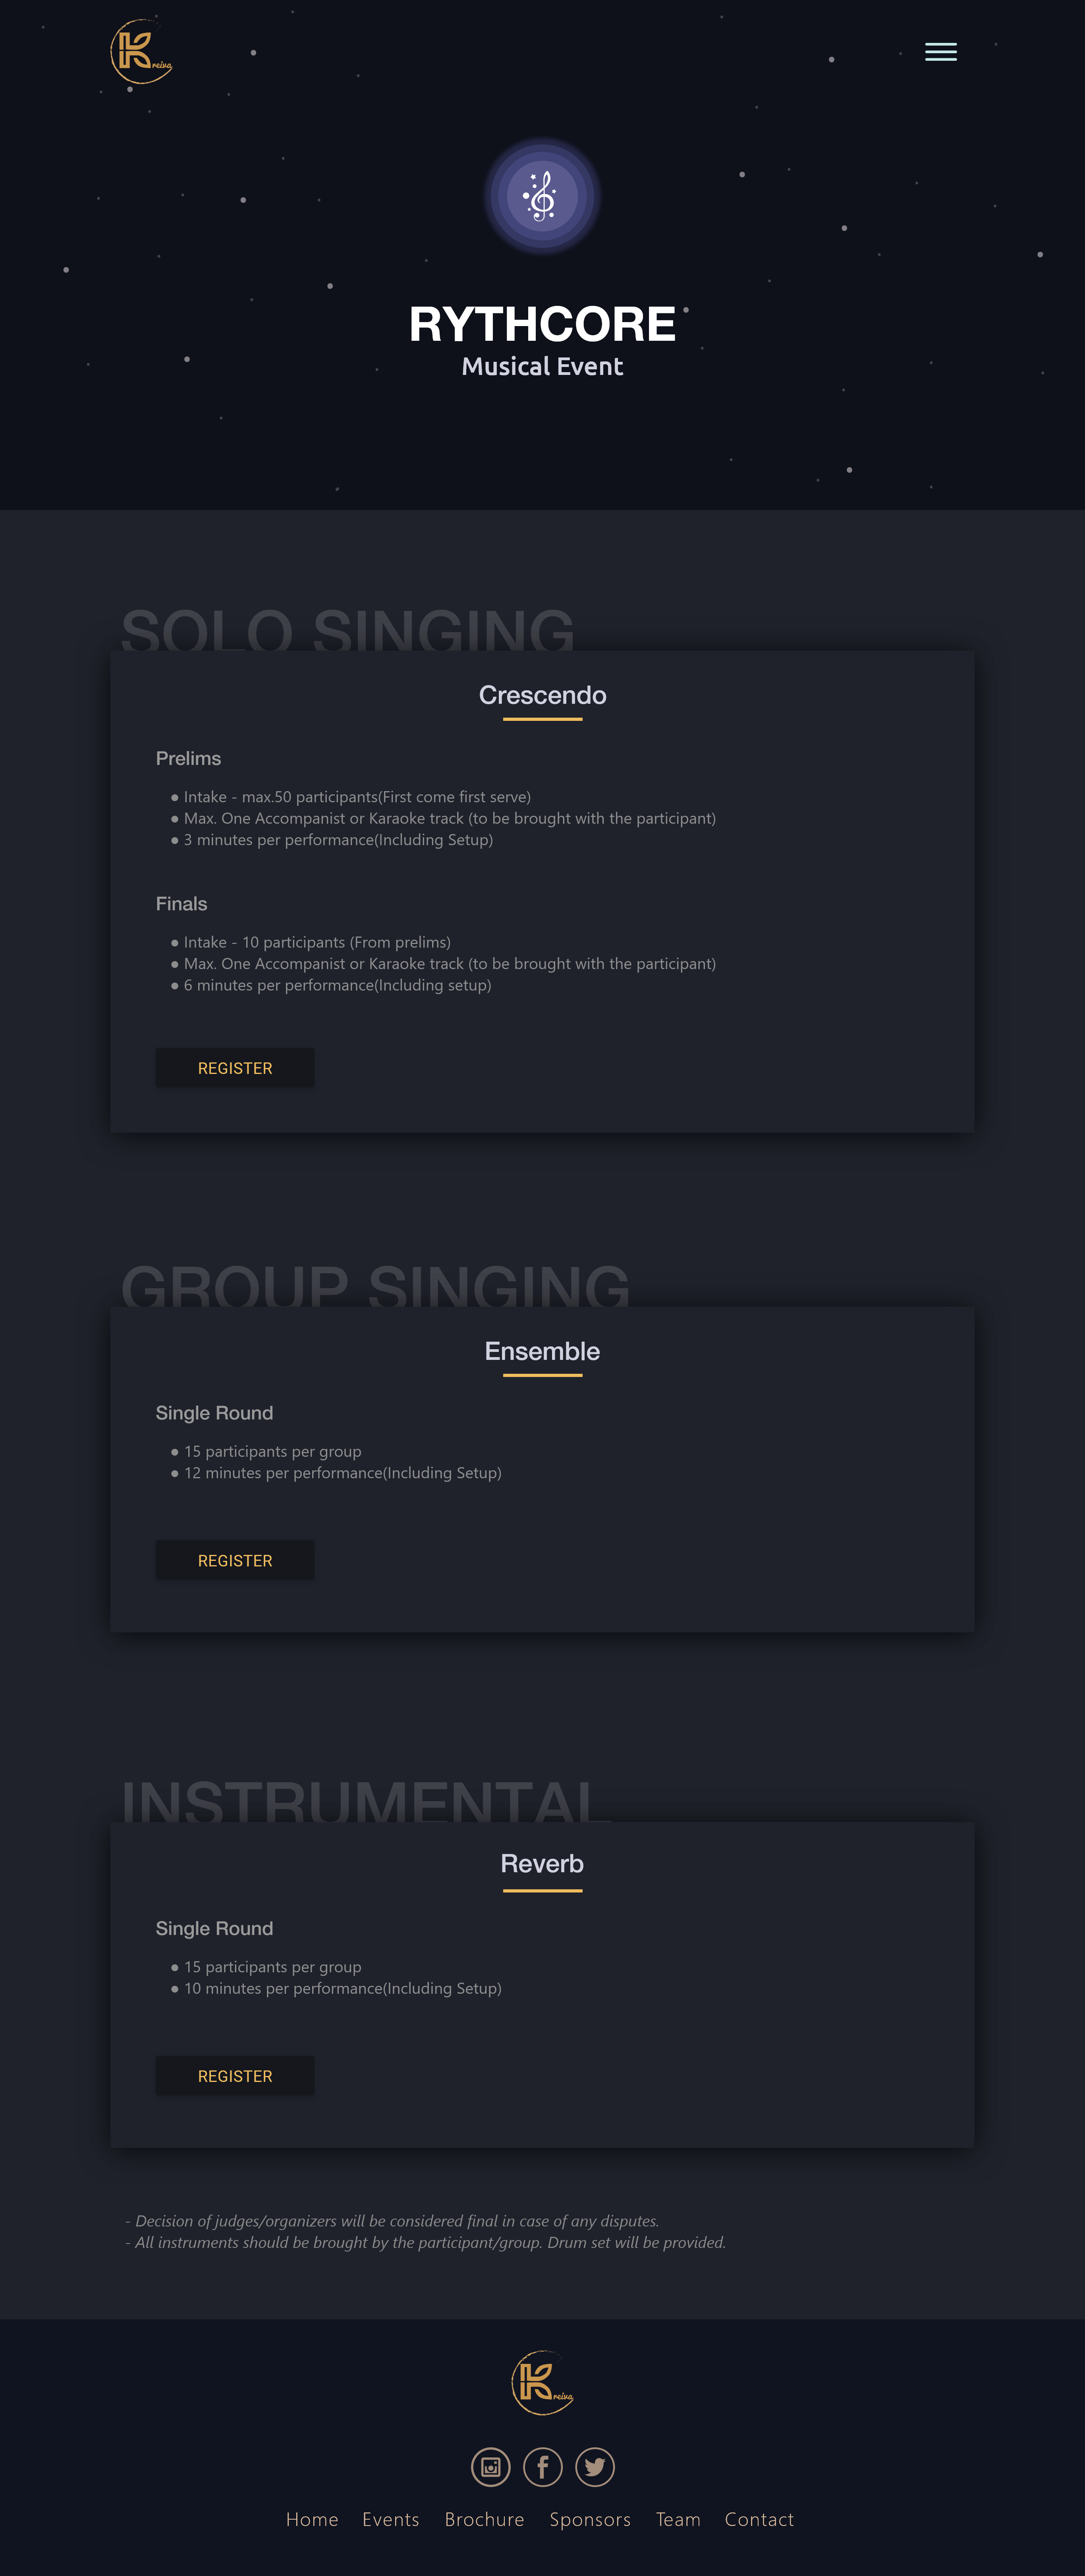 Kreiva
RYTHCORE
Musical Event
SOLO SINGING
Crescendo
Prelims
● Intake - max.50 participants(First come first serve)
● Max. One Accompanist or Karaoke track (to be brought with the participant)
● 3 minutes per performance(Including Setup)
Finals
● Intake - 10 participants (From prelims)
● Max. One Accompanist or Karaoke track (to be brought with the participant)
● 6 minutes per performance(Including setup)
REGISTER
GROUP SINGING
Ensemble
Single Round
● 15 participants per group
● 12 minutes per performance(Including Setup)
REGISTER
INSTRUMENTAL
Reverb
Single Round
● 15 participants per group
● 10 minutes per performance(Including Setup)
REGISTER
- Decision of judges/organizers will be considered final in case of any disputes.
- All instruments should be brought by the participant/group. Drum set will be provided.
Kreiva
Home Events Brochure Sponsors Team Contact